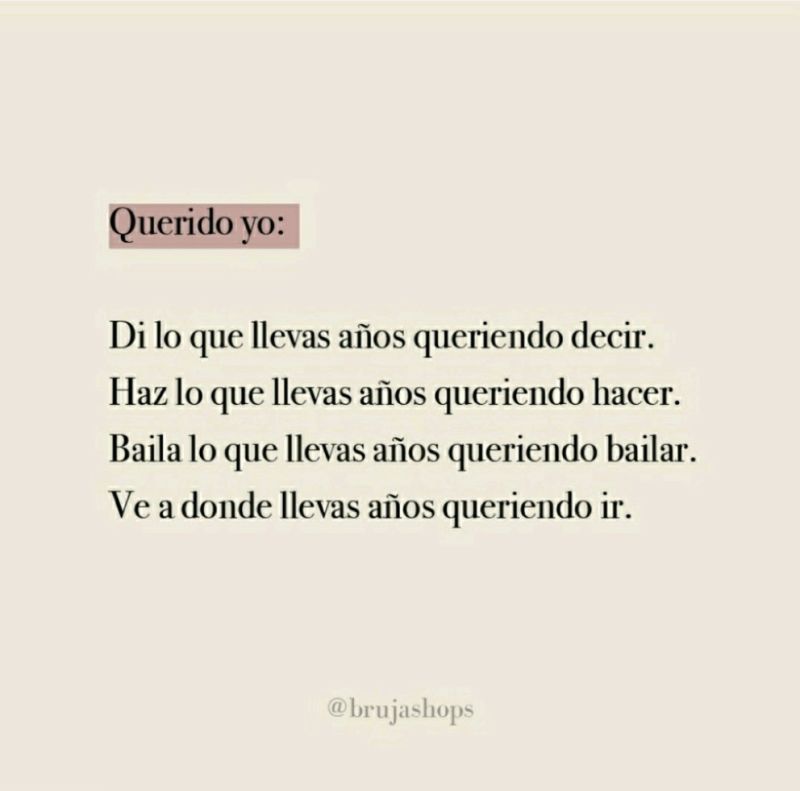 Querido yo:
Di lo que llevas años queriendo decir.
Haz lo que llevas años queriendo hacer.
Baila lo que llevas años queriendo bailar.
Ve a donde llevas años queriendo ir.
@brujashops